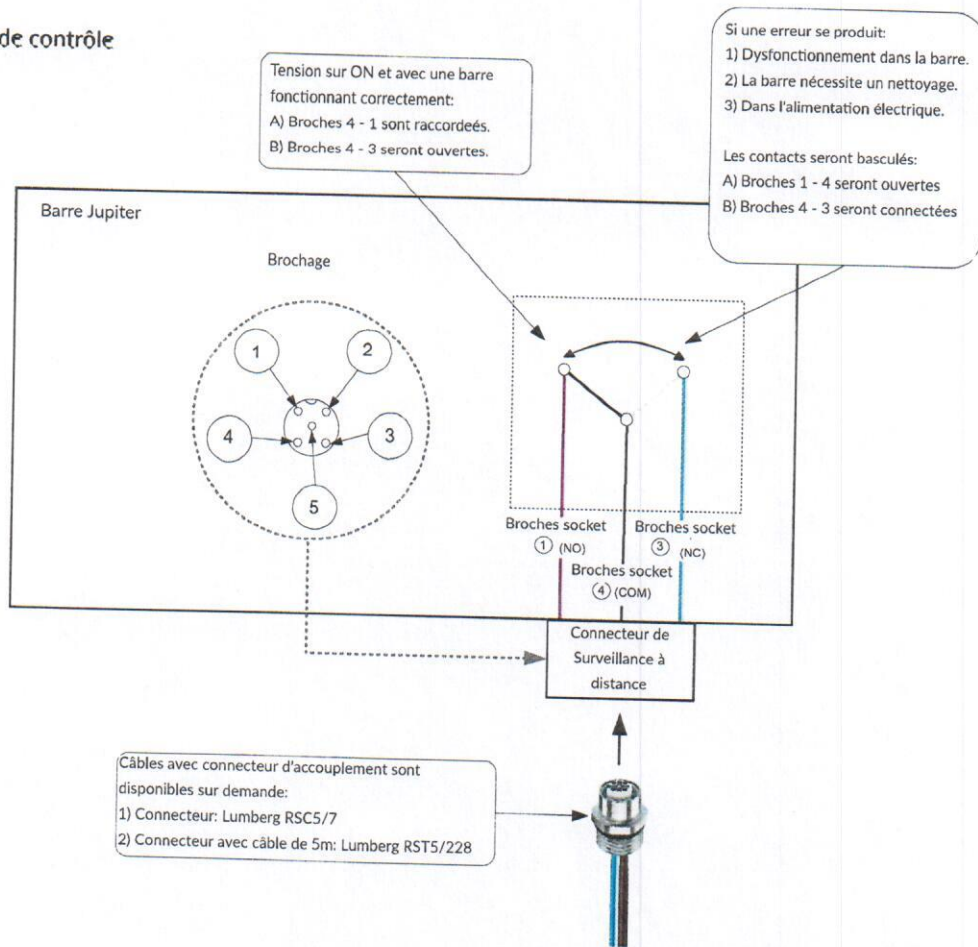 de contrôle
Tension sur ON et avec une barre
fonctionnant correctement:
A) Broches 4 - 1 sont raccordeés.
B) Broches 4 - 3 seront ouvertes.
Si une erreur se produit:
1) Dysfonctionnement dans la barre.
2) La barre nécessite un nettoyage.
3) Dans l'alimentation électrique.
Les contacts seront basculés:
A) Broches 1 - 4 seront ouvertes
B) Broches 4 - 3 seront connectées
Barre Jupiter
Brochage
1
2
4
3
5
Broches socket
1 (NO)
Broches socket
3 (NC)
Broches socket
4 (COM)
Connecteur de
Surveillance à
distance
Câbles avec connecteur d'accouplement sont
disponibles sur demande:
1) Connecteur: Lumberg RSC5/7
2) Connecteur avec câble de 5m: Lumberg RST5/228